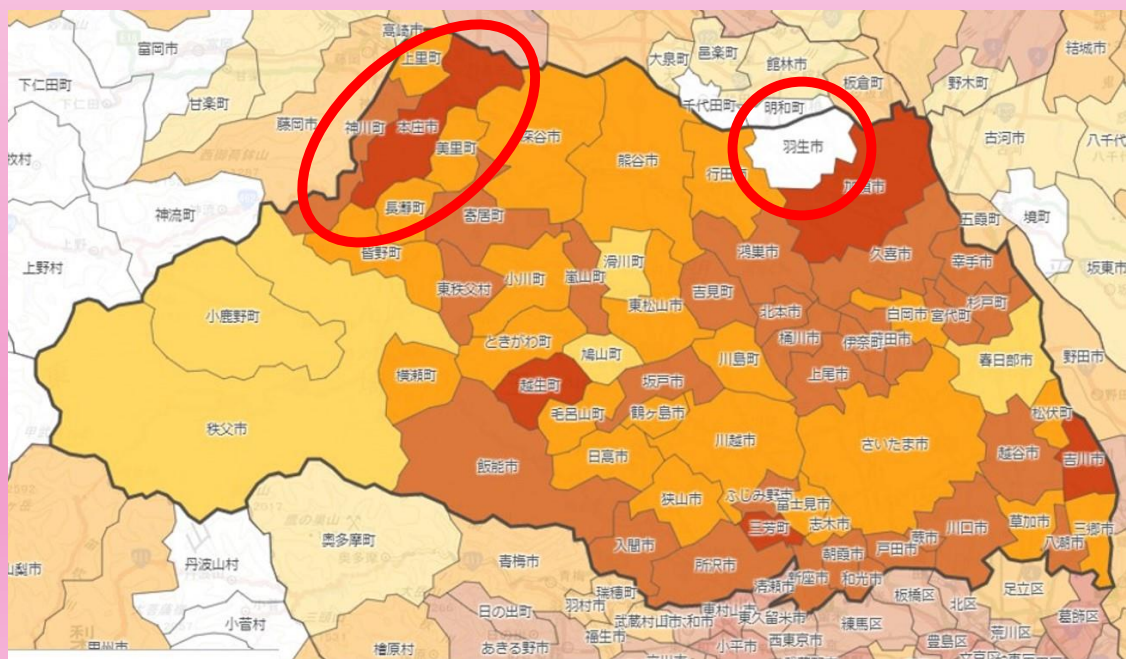 高崎市
富岡市
上里町
大泉町
邑楽町
館林市
結城市
下仁田町
甘楽町
千代田町
明和町
板倉町
野木町
藤岡市
神川町
本庄市
美里町
深谷市
熊谷市
行田市
羽生市
加須市
古河市
神流町
長瀞町
寄居町
五霞町
境町
上野村
皆野町
小川町
嵐山町
滑川町
鴻巣市
久喜市
幸手市
坂東市
東秩父村
東松山市
吉見町
北本市
白岡市
宮代町
杉戸町
小鹿野町
ときがわ町
鳩山町
川島町
桶川市
伊奈町
春日部市
野田市
横瀬町
越生町
坂戸市
上尾市
毛呂山町
鶴ヶ島市
松伏町
秩父市
川越市
さいたま市
越谷市
吉川市
飯能市
日高市
狭山市
ふじみ野市
富士見市
三芳町
志木市
川口市
草加市
三郷市
奥多摩町
入間市
所沢市
朝霞市
戸田市
蕨市
八潮市
丹波山村
青梅市
清瀬市
新座市
和光市
足立区
瑞穂町
羽村市
東久留米市
板橋区
北区
葛飾区
小菅村
日の出町
福生市
練馬区
荒川区
甲州市
檜原村
あきる野市
小平市
西東京市
豊島区